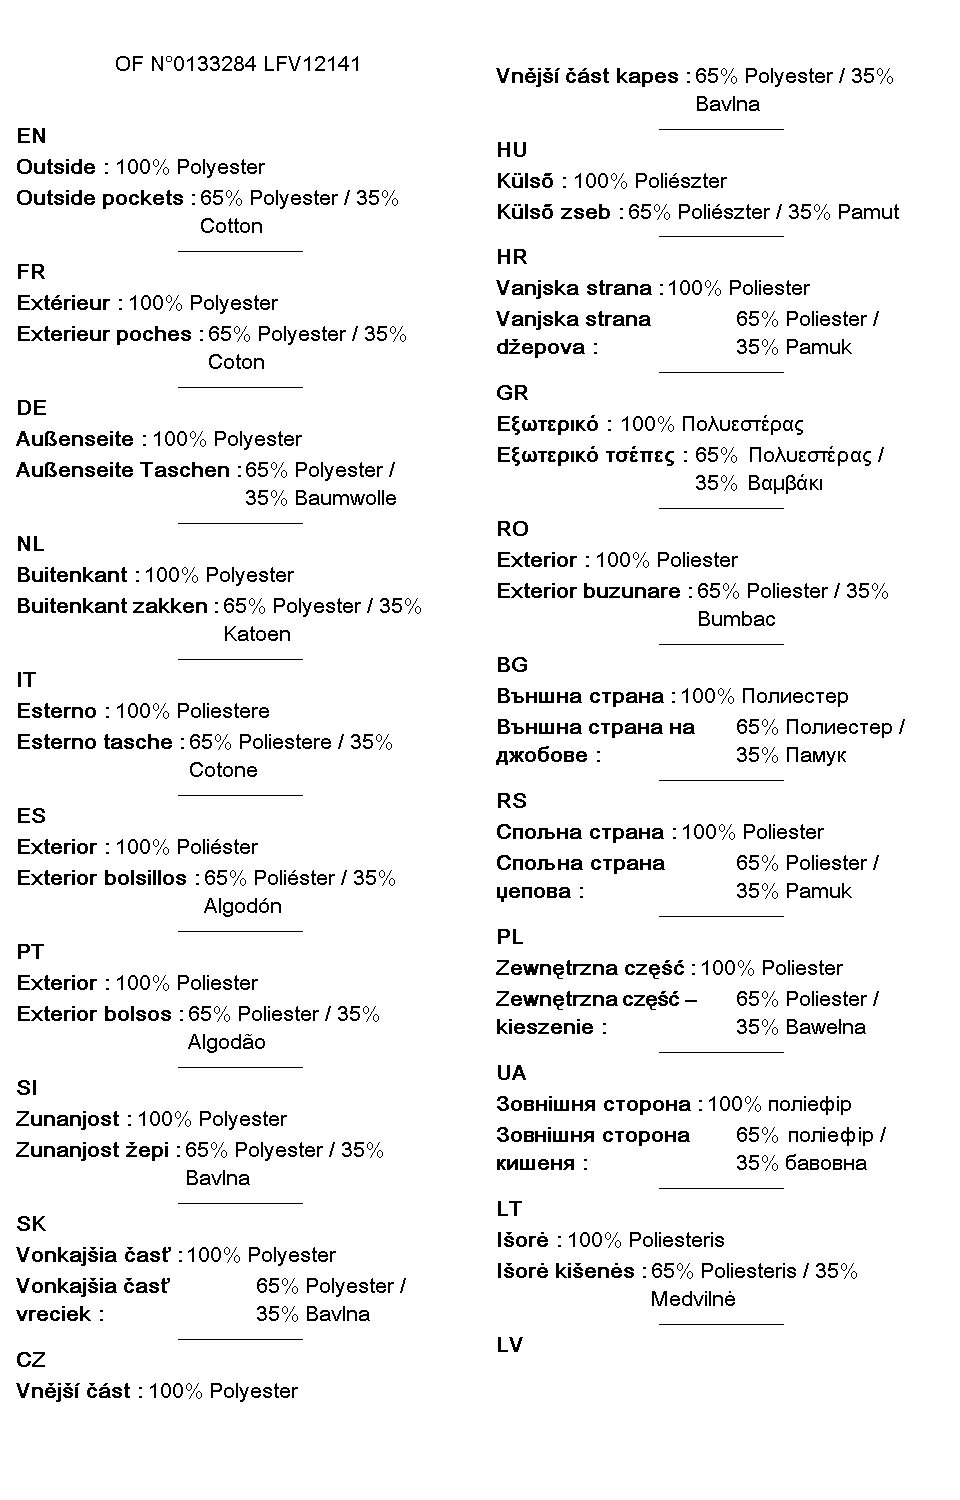 OF N°0133284 LFV12141
EN
Outside : 100% Polyester
Outside pockets : 65% Polyester / 35%
Cotton
FR
Extérieur : 100% Polyester
Exterieur poches : 65% Polyester / 35%
Coton
DE
Außenseite : 100% Polyester
Außenseite Taschen : 65% Polyester /
35% Baumwolle
NL
Buitenkant : 100% Polyester
Buitenkant zakken : 65% Polyester / 35%
Katoen
IT
Esterno : 100% Poliestere
Esterno tasche : 65% Poliestere / 35%
Cotone
ES
Exterior : 100% Poliéster
Exterior bolsillos : 65% Poliéster / 35%
Algodón
PT
Exterior : 100% Poliester
Exterior bolsos : 65% Poliester / 35%
Algodão
SI
Zunanjost : 100% Polyester
Zunanjost žepi : 65% Polyester / 35%
Bavlna
SK
Vonkajšia časť : 100% Polyester
Vonkajšia časť 65% Polyester /
vreciek : 35% Bavlna
CZ
Vnější část : 100% Polyester
Vnější část kapes : 65% Polyester / 35%
Bavlna
HU
Külső : 100% Poliészter
Külső zseb : 65% Poliészter / 35% Pamut
HR
Vanjska strana : 100% Poliester
Vanjska strana 65% Poliester /
džepova : 35% Pamuk
GR
Εξωτερικό : 100% Πολυεστέρας
Εξωτερικό τσέπες : 65% Πολυεστέρας /
35% Βαμβάκι
RO
Exterior : 100% Poliester
Exterior buzunare : 65% Poliester / 35%
Bumbac
BG
Външна страна : 100% Полиестер
Външна страна на 65% Полиестер /
джобове : 35% Памук
RS
Спољна страна : 100% Poliester
Спољна страна 65% Poliester /
џепова : 35% Pamuk
PL
Zewnętrzna część : 100% Poliester
Zewnętrzna część – 65% Poliester /
kieszenie : 35% Bawełna
UA
Зовнішня сторона : 100% поліефір
Зовнішня сторона 65% поліефір /
кишеня : 35% бавовна
LT
Išorė : 100% Poliesteris
Išorė kišenės : 65% Poliesteris / 35%
Medvilnė
LV